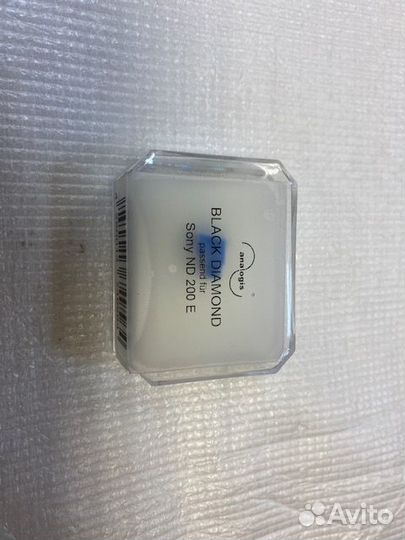 analogis
®
BLACK DIAMOND
passend für
Sony ND 200 E
Avito